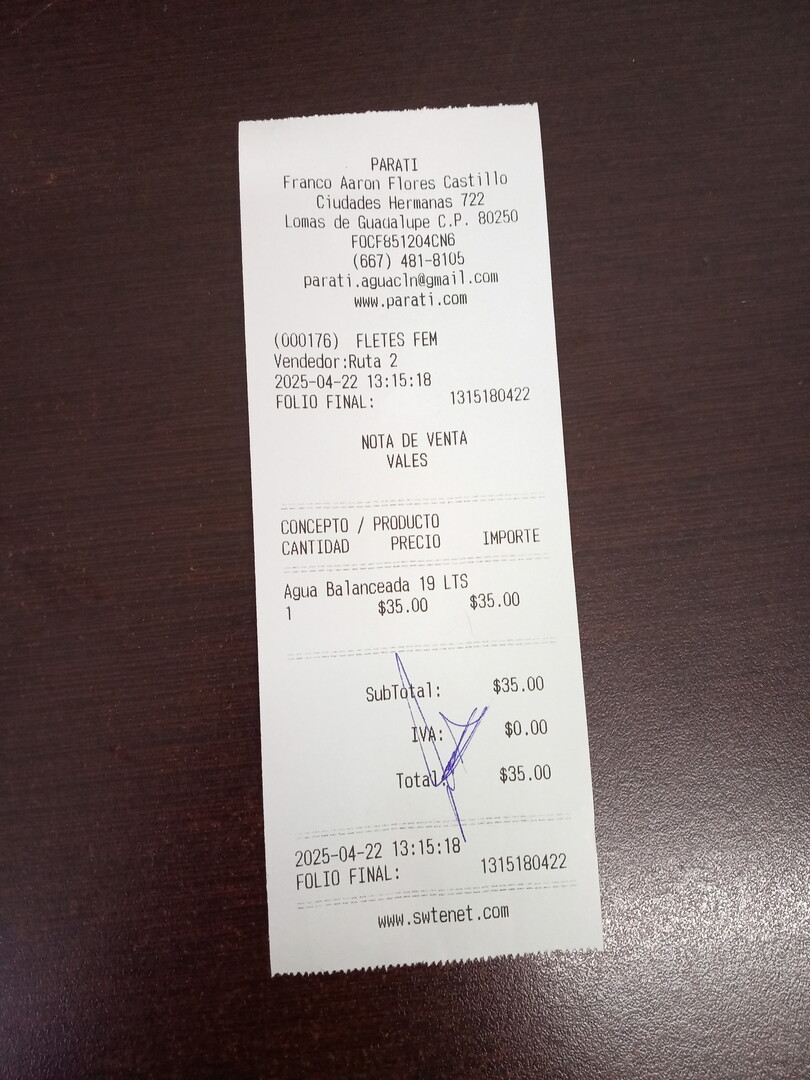 PARATI
Franco Aaron Flores Castillo
Ciudades Hermanas 722
Lomas de Guadalupe C.P. 80250
FOCF851204CN6
(667) 481-8105
parati.aguacln@gmail.com
www.parati.com
(000176) FLETES FEM
Vendedor:Ruta 2
2025-04-22 13:15:18
FOLIO FINAL: 1315180422
NOTA DE VENTA
VALES
CONCEPTO / PRODUCTO
CANTIDAD PRECIO IMPORTE
Agua Balanceada 19 LTS
1 $35.00 $35.00
SubTotal: $35.00
IVA: $0.00
Total: $35.00
2025-04-22 13:15:18
FOLIO FINAL: 1315180422
www.swtenet.com